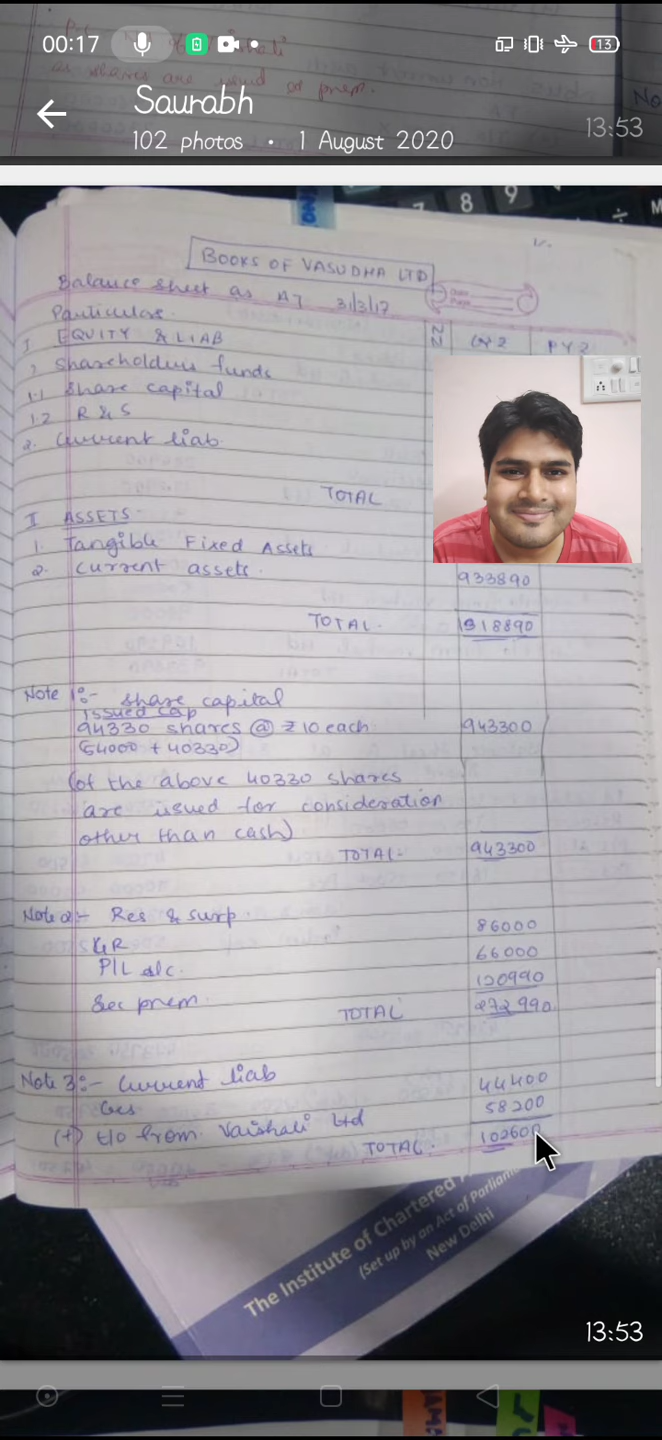 00:17
13
Saurabh
102 photos • 1 August 2020
13:53
8 9
BOOKS OF VASUDHA LTD
Balance sheet as AT 31/3/17
Particulars.
I EQUITY & LIAB
1 Shareholders funds
1.1 Share capital
1.2 R & S
2. Current liab.
TOTAL
II ASSETS
1. Tangible Fixed Assets
2. Current assets. 933890
TOTAL. 1318890
Note 1:- Share capital
Issued cap
94330 shares @ ₹ 10 each. 943300
(54000 + 40330)
(of the above 40330 shares
are issued for consideration
other than cash)
TOTAL- 943300
Note 2:- Res & surp.
GR 86000
P/L a/c. 66000
Sec prem. 120990
TOTAL 272990
Note 3:- Current liab
44400
(+) t/o from Vaishali Ltd 58200
TOTAL: 102600
The Institute of Chartered
(Set up by an Act of Parliam
New Delhi
13:53